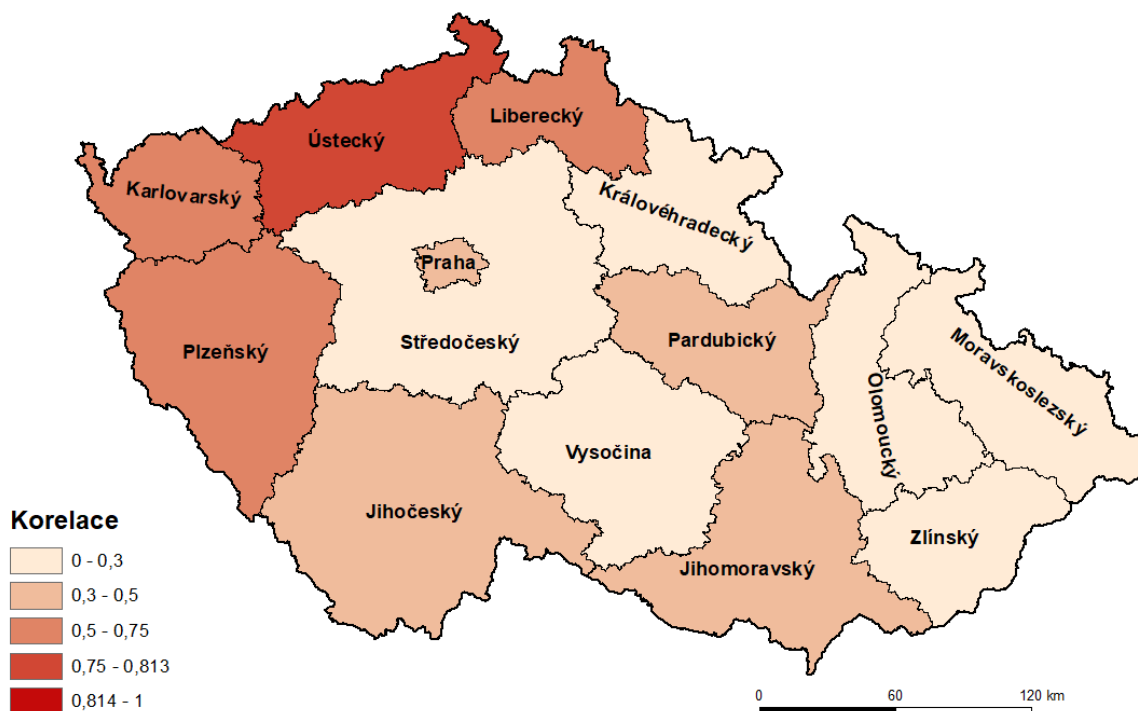 Ústecký
Liberecký
Karlovarský
Královéhradecký
Praha
Plzeňský
Středočeský
Pardubický
Moravskoslezský
Olomoucký
Vysočina
Jihočeský
Zlínský
Jihomoravský
Korelace
0 - 0,3
0,3 - 0,5
0,5 - 0,75
0,75 - 0,813
0,814 - 1
0 60 120 km